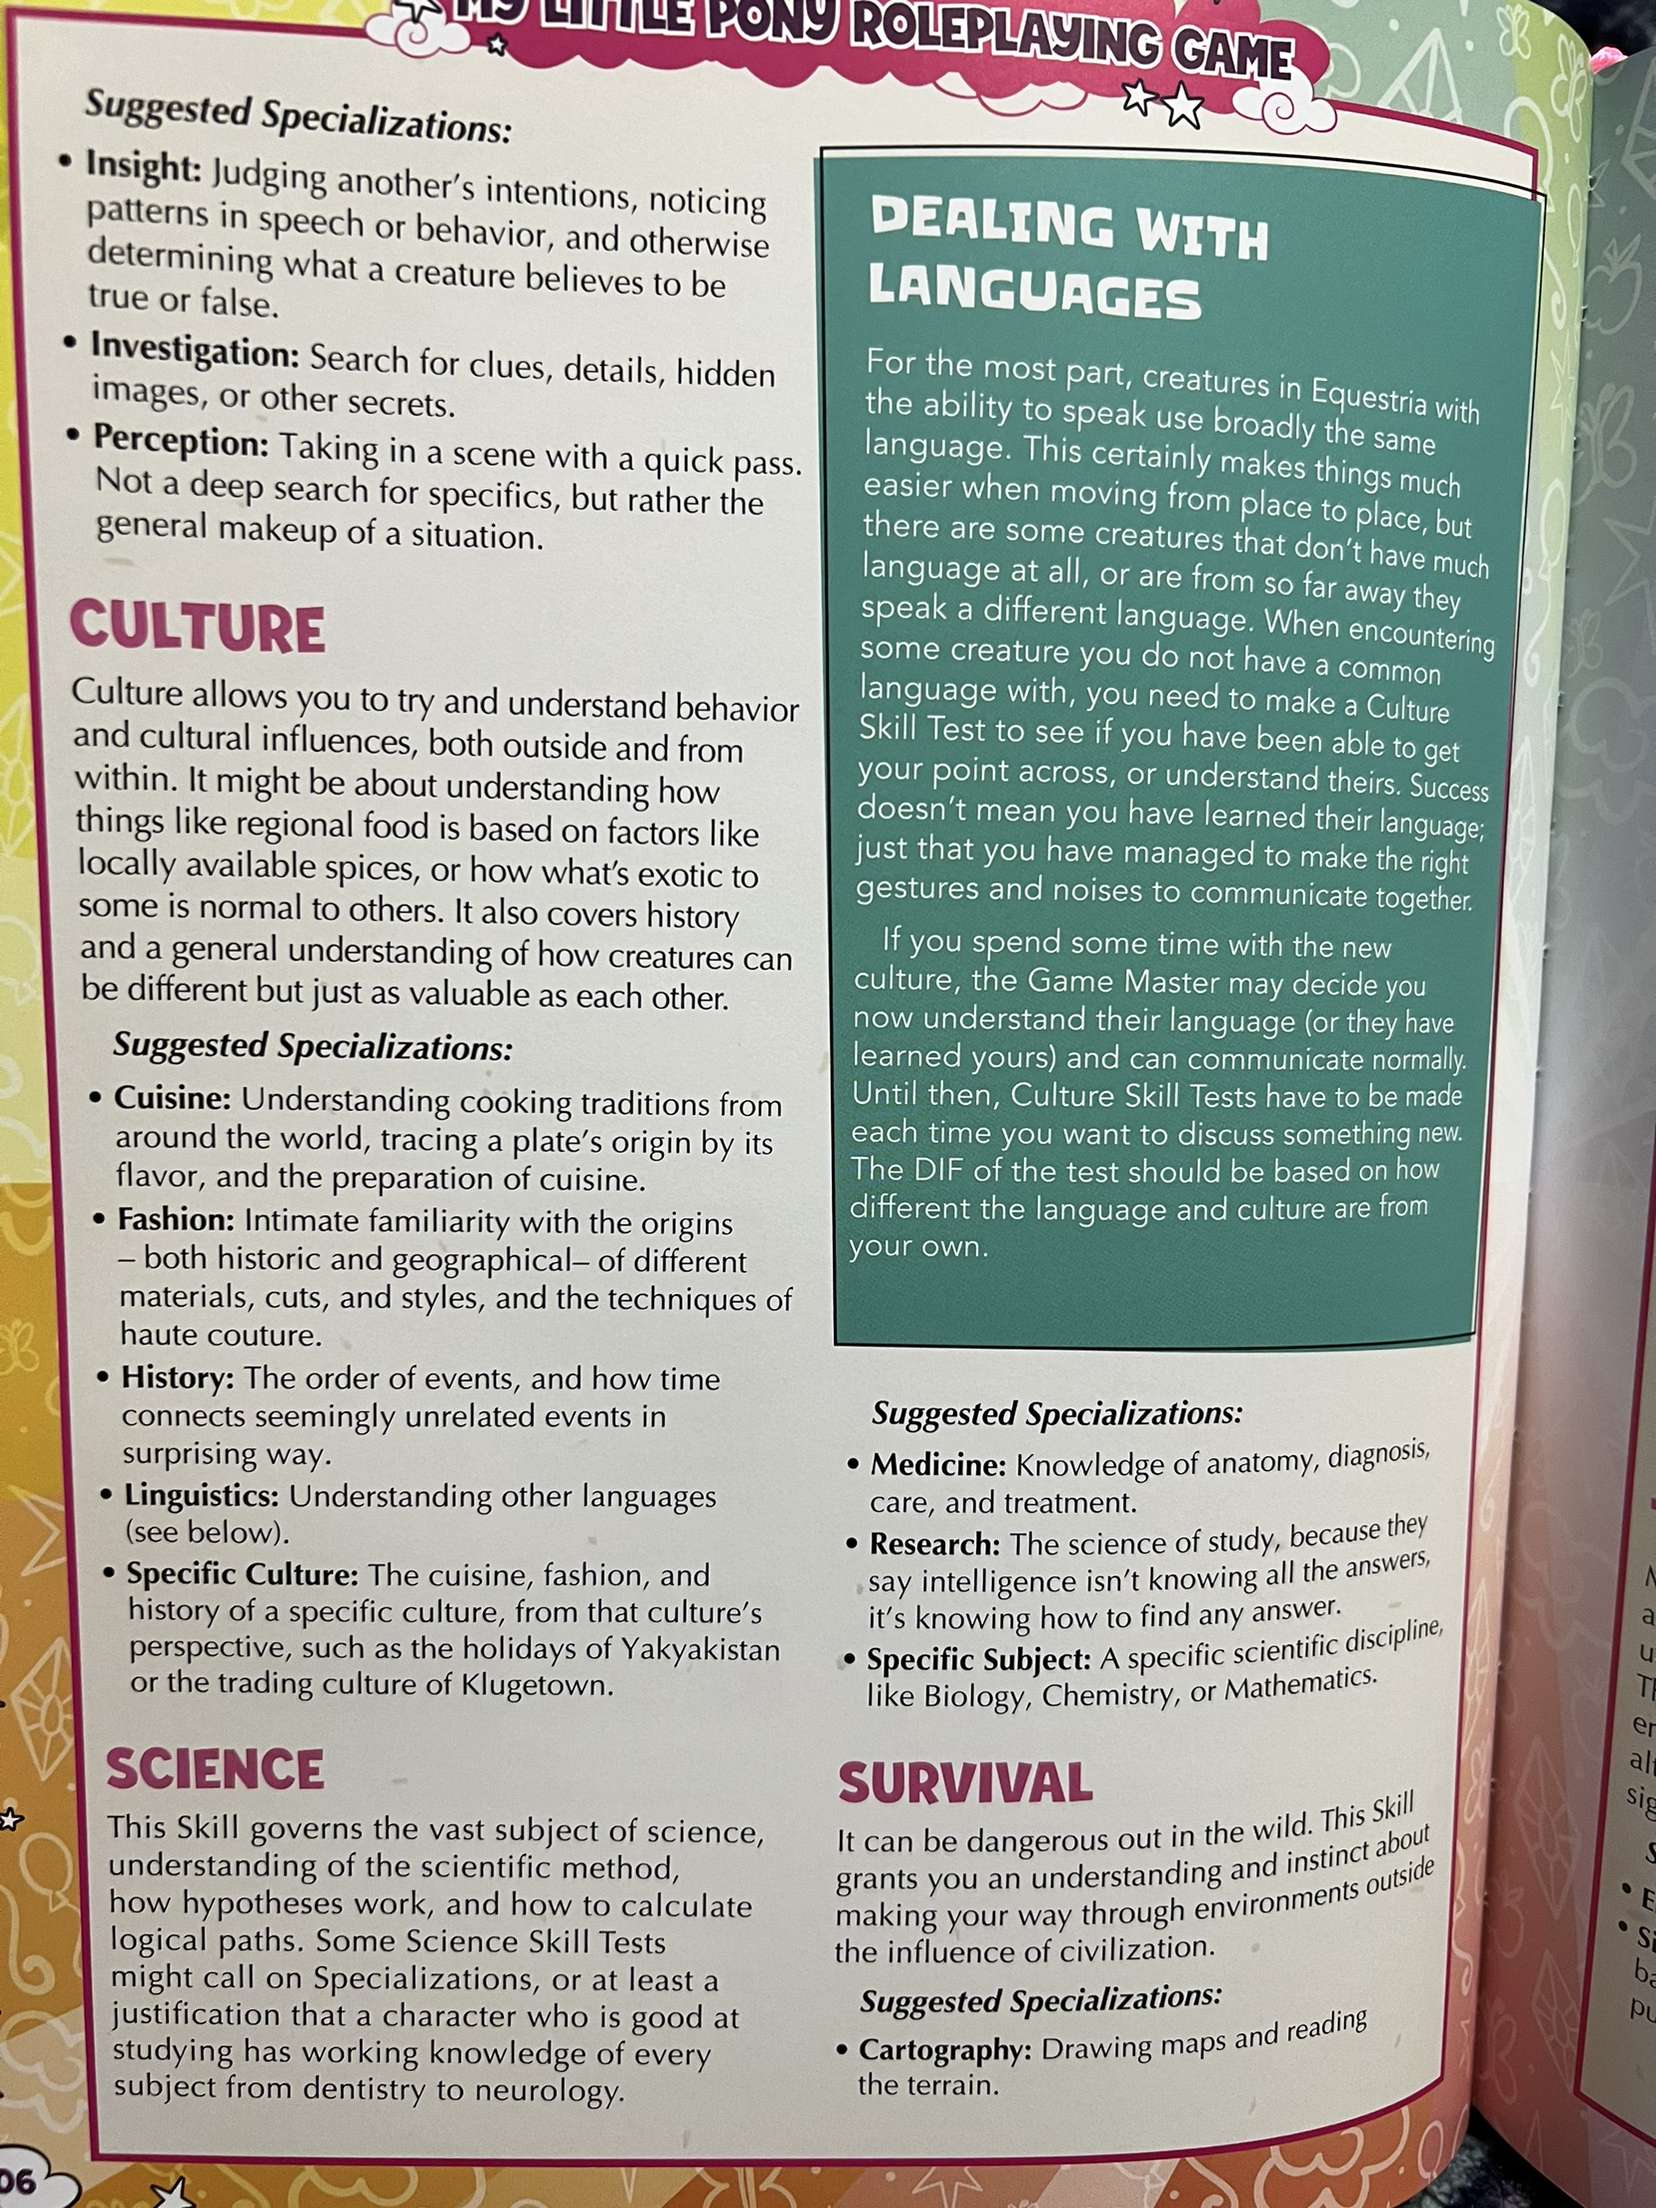 MY LITTLE PONY ROLEPLAYING GAME
Suggested Specializations:
• Insight: Judging another's intentions, noticing
patterns in speech or behavior, and otherwise
determining what a creature believes to be
true or false.
• Investigation: Search for clues, details, hidden
images, or other secrets.
• Perception: Taking in a scene with a quick pass.
Not a deep search for specifics, but rather the
general makeup of a situation.
CULTURE
Culture allows you to try and understand behavior
and cultural influences, both outside and from
within. It might be about understanding how
things like regional food is based on factors like
locally available spices, or how what's exotic to
some is normal to others. It also covers history
and a general understanding of how creatures can
be different but just as valuable as each other.
Suggested Specializations:
• Cuisine: Understanding cooking traditions from
around the world, tracing a plate's origin by its
flavor, and the preparation of cuisine.
• Fashion: Intimate familiarity with the origins
– both historic and geographical– of different
materials, cuts, and styles, and the techniques of
haute couture.
• History: The order of events, and how time
connects seemingly unrelated events in
surprising way.
• Linguistics: Understanding other languages
(see below).
• Specific Culture: The cuisine, fashion, and
history of a specific culture, from that culture's
perspective, such as the holidays of Yakyakistan
or the trading culture of Klugetown.
SCIENCE
This Skill governs the vast subject of science,
understanding of the scientific method,
how hypotheses work, and how to calculate
logical paths. Some Science Skill Tests
might call on Specializations, or at least a
justification that a character who is good at
studying has working knowledge of every
subject from dentistry to neurology.
DEALING WITH
LANGUAGES
For the most part, creatures in Equestria with
the ability to speak use broadly the same
language. This certainly makes things much
easier when moving from place to place, but
there are some creatures that don't have much
language at all, or are from so far away they
speak a different language. When encountering
some creature you do not have a common
language with, you need to make a Culture
Skill Test to see if you have been able to get
your point across, or understand theirs. Success
doesn't mean you have learned their language;
just that you have managed to make the right
gestures and noises to communicate together.
If you spend some time with the new
culture, the Game Master may decide you
now understand their language (or they have
learned yours) and can communicate normally.
Until then, Culture Skill Tests have to be made
each time you want to discuss something new.
The DIF of the test should be based on how
different the language and culture are from
your own.
Suggested Specializations:
• Medicine: Knowledge of anatomy, diagnosis,
care, and treatment.
• Research: The science of study, because they
say intelligence isn't knowing all the answers,
it's knowing how to find any answer.
• Specific Subject: A specific scientific discipline,
like Biology, Chemistry, or Mathematics.
SURVIVAL
It can be dangerous out in the wild. This Skill
grants you an understanding and instinct about
making your way through environments outside
the influence of civilization.
Suggested Specializations:
• Cartography: Drawing maps and reading
the terrain.
06